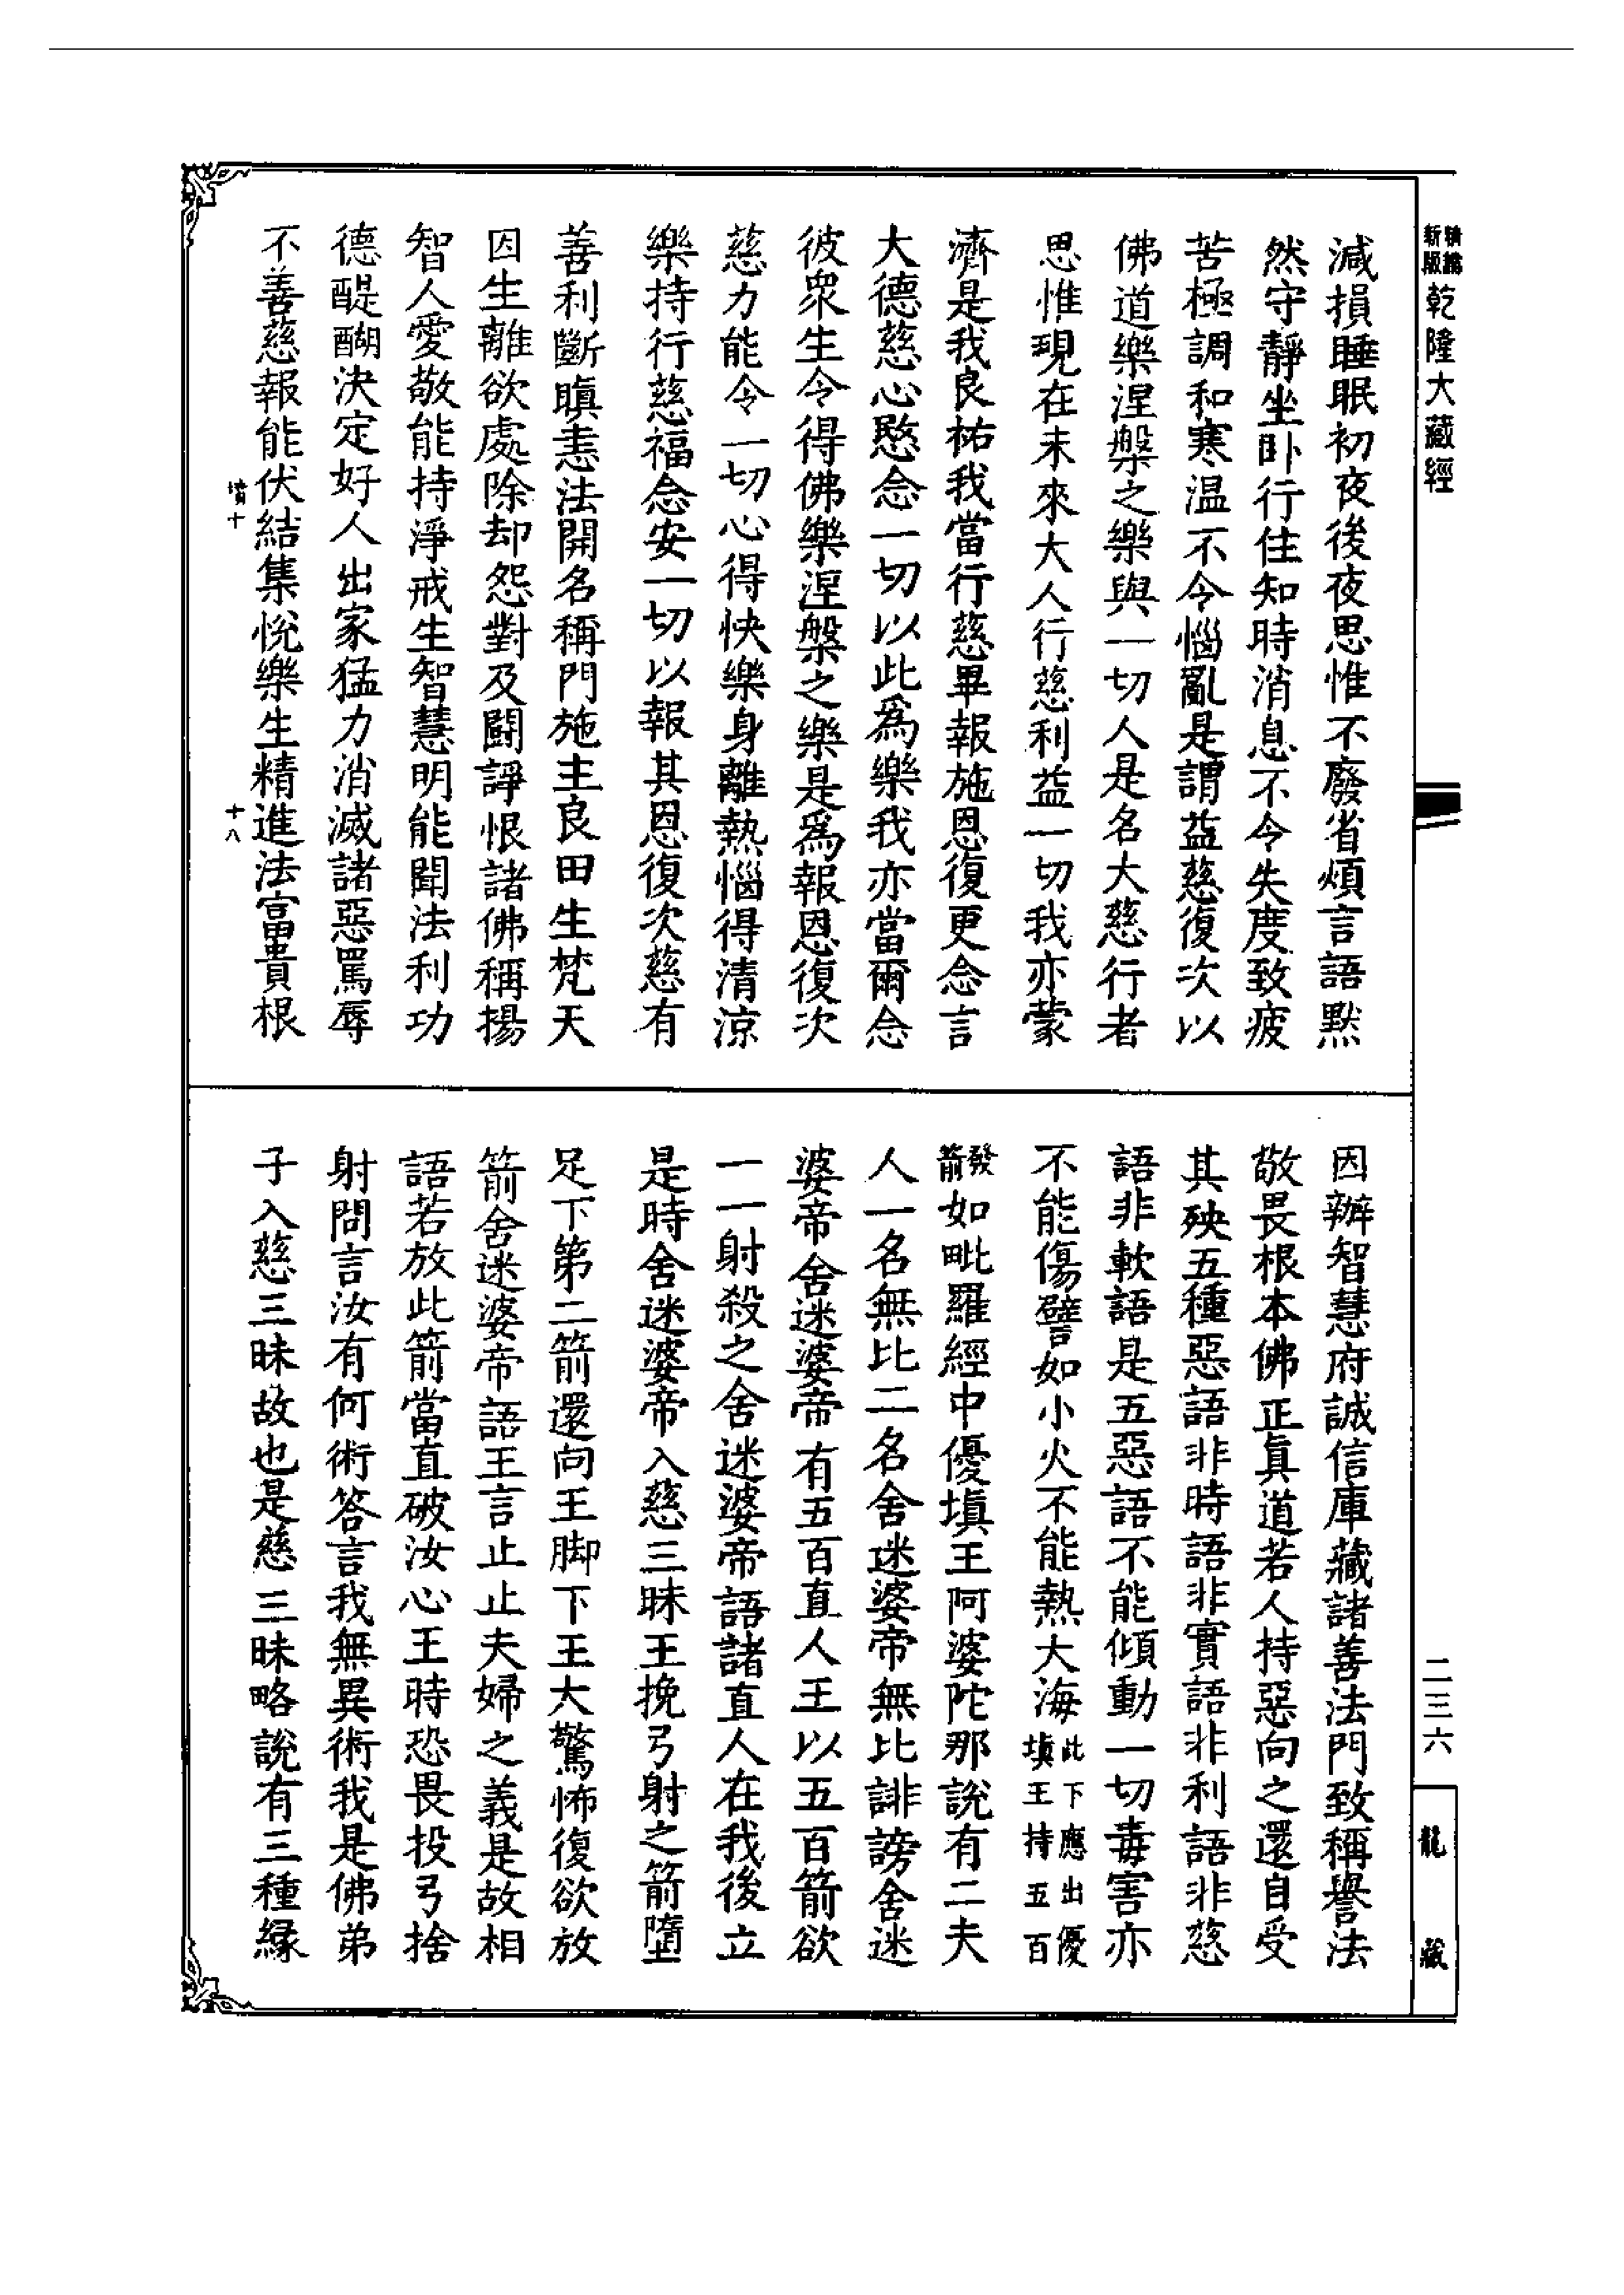 新版精縮乾隆大藏經
減損睡眠初夜後夜思惟不廢省煩言語默
然守靜坐卧行住知時消息不令失度致疲
苦極調和寒温不令惱亂是謂益慈復次以
佛道樂涅槃之樂與一切人是名大慈行者
思惟現在未來大人行慈利益一切我亦蒙
濟是我良祐我當行慈畢報施恩復更念言
大德慈心愍念一切以此爲樂我亦當爾念
彼衆生令得佛樂涅槃之樂是爲報恩復次
慈力能令一切心得快樂身離熱惱得清涼
樂持行慈福念安一切以報其恩復次慈有
善利斷瞋恚法開名稱門施主良田生梵天
因生離欲處除却怨對及鬪諍恨諸佛稱揚
智人愛敬能持淨戒生智慧明能聞法利功
德醍醐決定好人出家猛力消滅諸惡罵辱
不善慈報能伏結集悅樂生精進法富貴根
墳十
十八
因辦智慧府誠信庫藏諸善法門致稱譽法
敬畏根本佛正眞道若人持惡向之還自受
其殃五種惡語非時語非實語非利語非慈
語非軟語是五惡語不能傾動一切毒害亦
不能傷譬如小火不能熱大海此下應出優填王持五百
發箭如毗羅經中優填王阿婆陀那說有二夫
人一名無比二名舍迷婆帝無比誹謗舍迷
婆帝舍迷婆帝有五百直人王以五百箭欲
一一射殺之舍迷婆帝語諸直人在我後立
是時舍迷婆帝入慈三昧王挽弓射之箭墮
足下第二箭還向王脚下王大驚怖復欲放
箭舍迷婆帝語王言止止夫婦之義是故相
語若放此箭當直破汝心王時恐畏投弓捨
射問言汝有何術答言我無異術我是佛弟
子入慈三昧故也是慈三昧略說有三種緣
二三六
龍藏